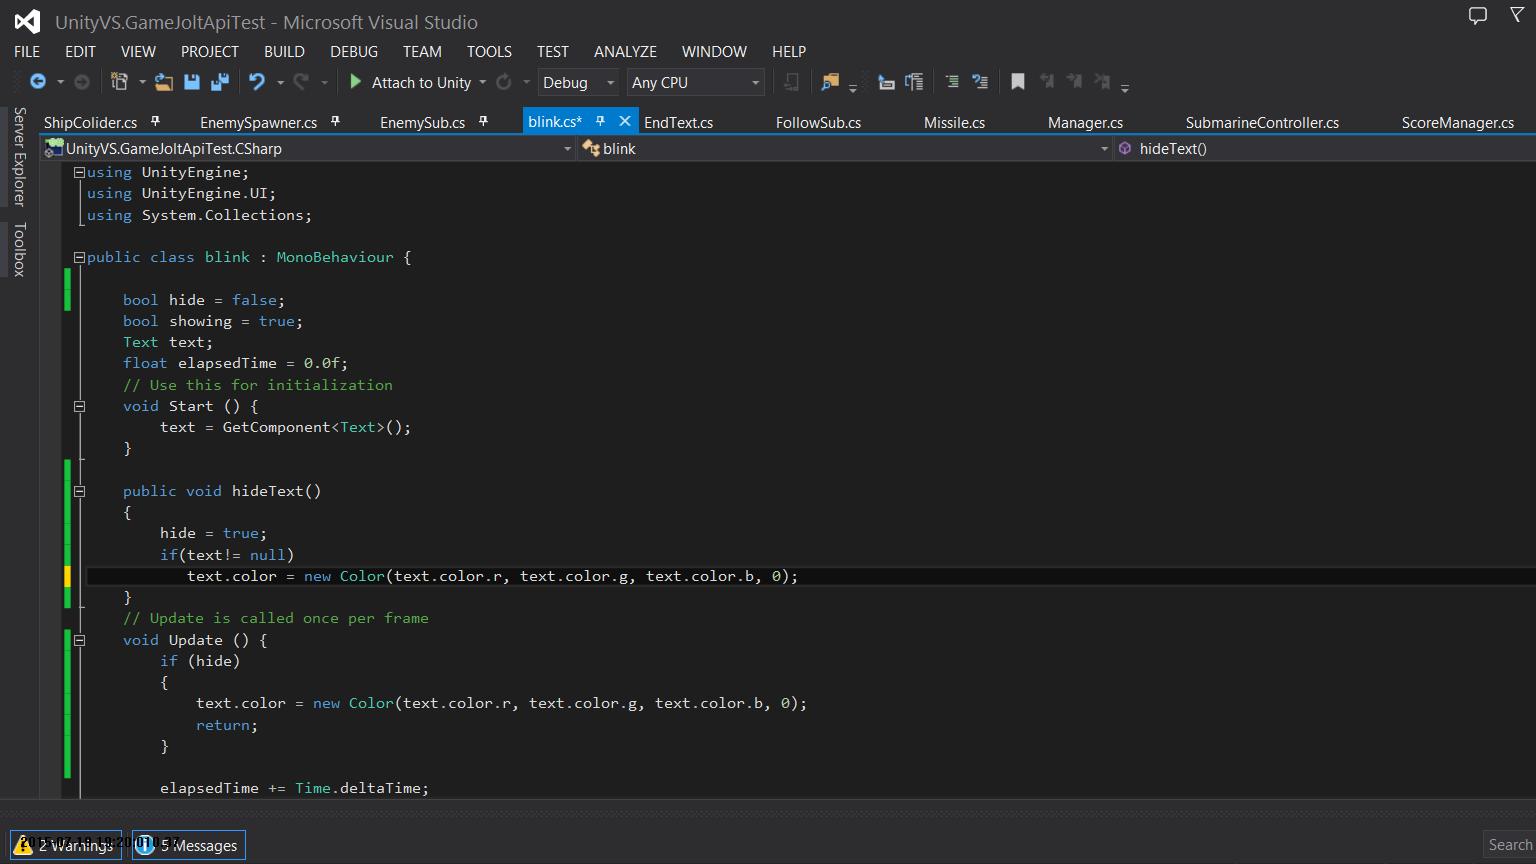 UnityVS.GameJoltApiTest - Microsoft Visual Studio
FILE EDIT VIEW PROJECT BUILD DEBUG TEAM TOOLS TEST ANALYZE WINDOW HELP
Attach to Unity Debug Any CPU
Server Explorer
Toolbox
ShipColider.cs EnemySpawner.cs EnemySub.cs blink.cs* EndText.cs FollowSub.cs Missile.cs Manager.cs SubmarineController.cs ScoreManager.cs
UnityVS.GameJoltApiTest.CSharp blink hideText()
using UnityEngine;
using UnityEngine.UI;
using System.Collections;
public class blink : MonoBehaviour {
bool hide = false;
bool showing = true;
Text text;
float elapsedTime = 0.0f;
// Use this for initialization
void Start () {
text = GetComponent<Text>();
}
public void hideText()
{
hide = true;
if(text!= null)
text.color = new Color(text.color.r, text.color.g, text.color.b, 0);
}
// Update is called once per frame
void Update () {
if (hide)
{
text.color = new Color(text.color.r, text.color.g, text.color.b, 0);
return;
}
elapsedTime += Time.deltaTime;
2 Warnings 5 Messages Search